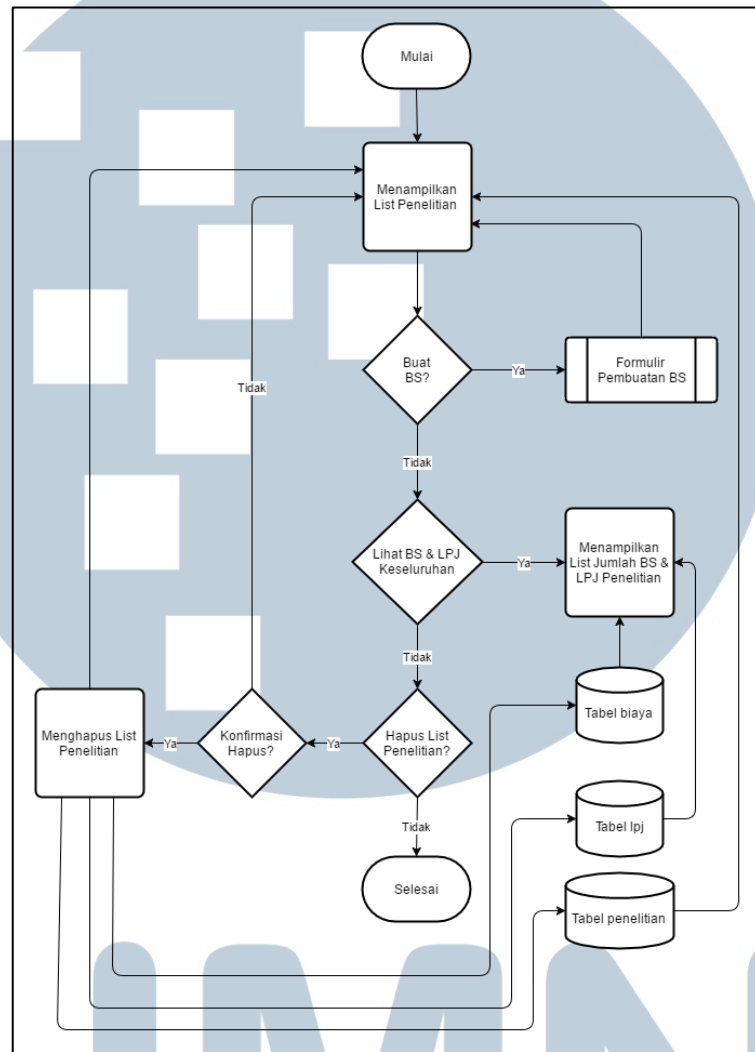 Mulai
Menampilkan
List Penelitian
Buat
BS?
Ya
Formulir
Pembuatan BS
Tidak
Tidak
Lihat BS & LPJ
Keseluruhan
Ya
Menampilkan
List Jumlah BS &
LPJ Penelitian
Tidak
Menghapus List
Penelitian
Ya
Konfirmasi
Hapus?
Ya
Hapus List
Penelitian?
Tabel biaya
Tidak
Tabel lpj
Selesai
Tabel penelitian
UMN